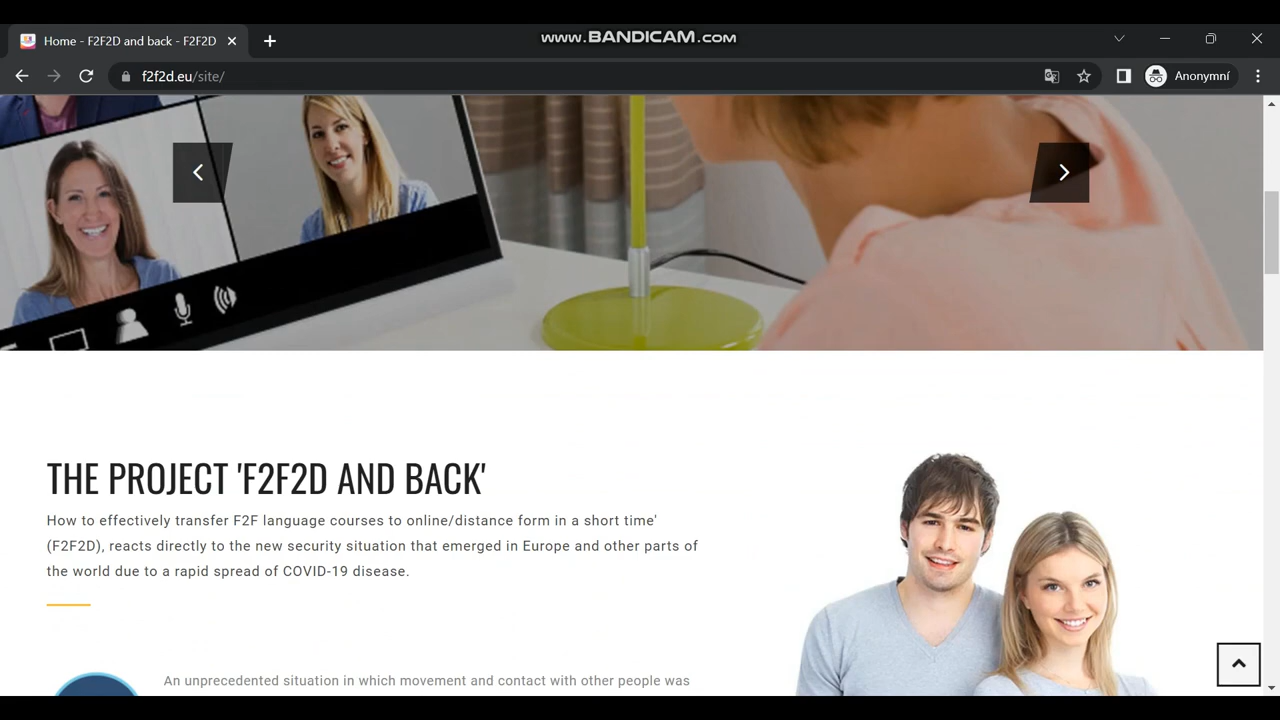 www.BANDICAM.com
Home - F2F2D and back - F2F2D
f2f2d.eu/site/
Anonymní
THE PROJECT 'F2F2D AND BACK'
How to effectively transfer F2F language courses to online/distance form in a short time'
(F2F2D), reacts directly to the new security situation that emerged in Europe and other parts of
the world due to a rapid spread of COVID-19 disease.
An unprecedented situation in which movement and contact with other people was